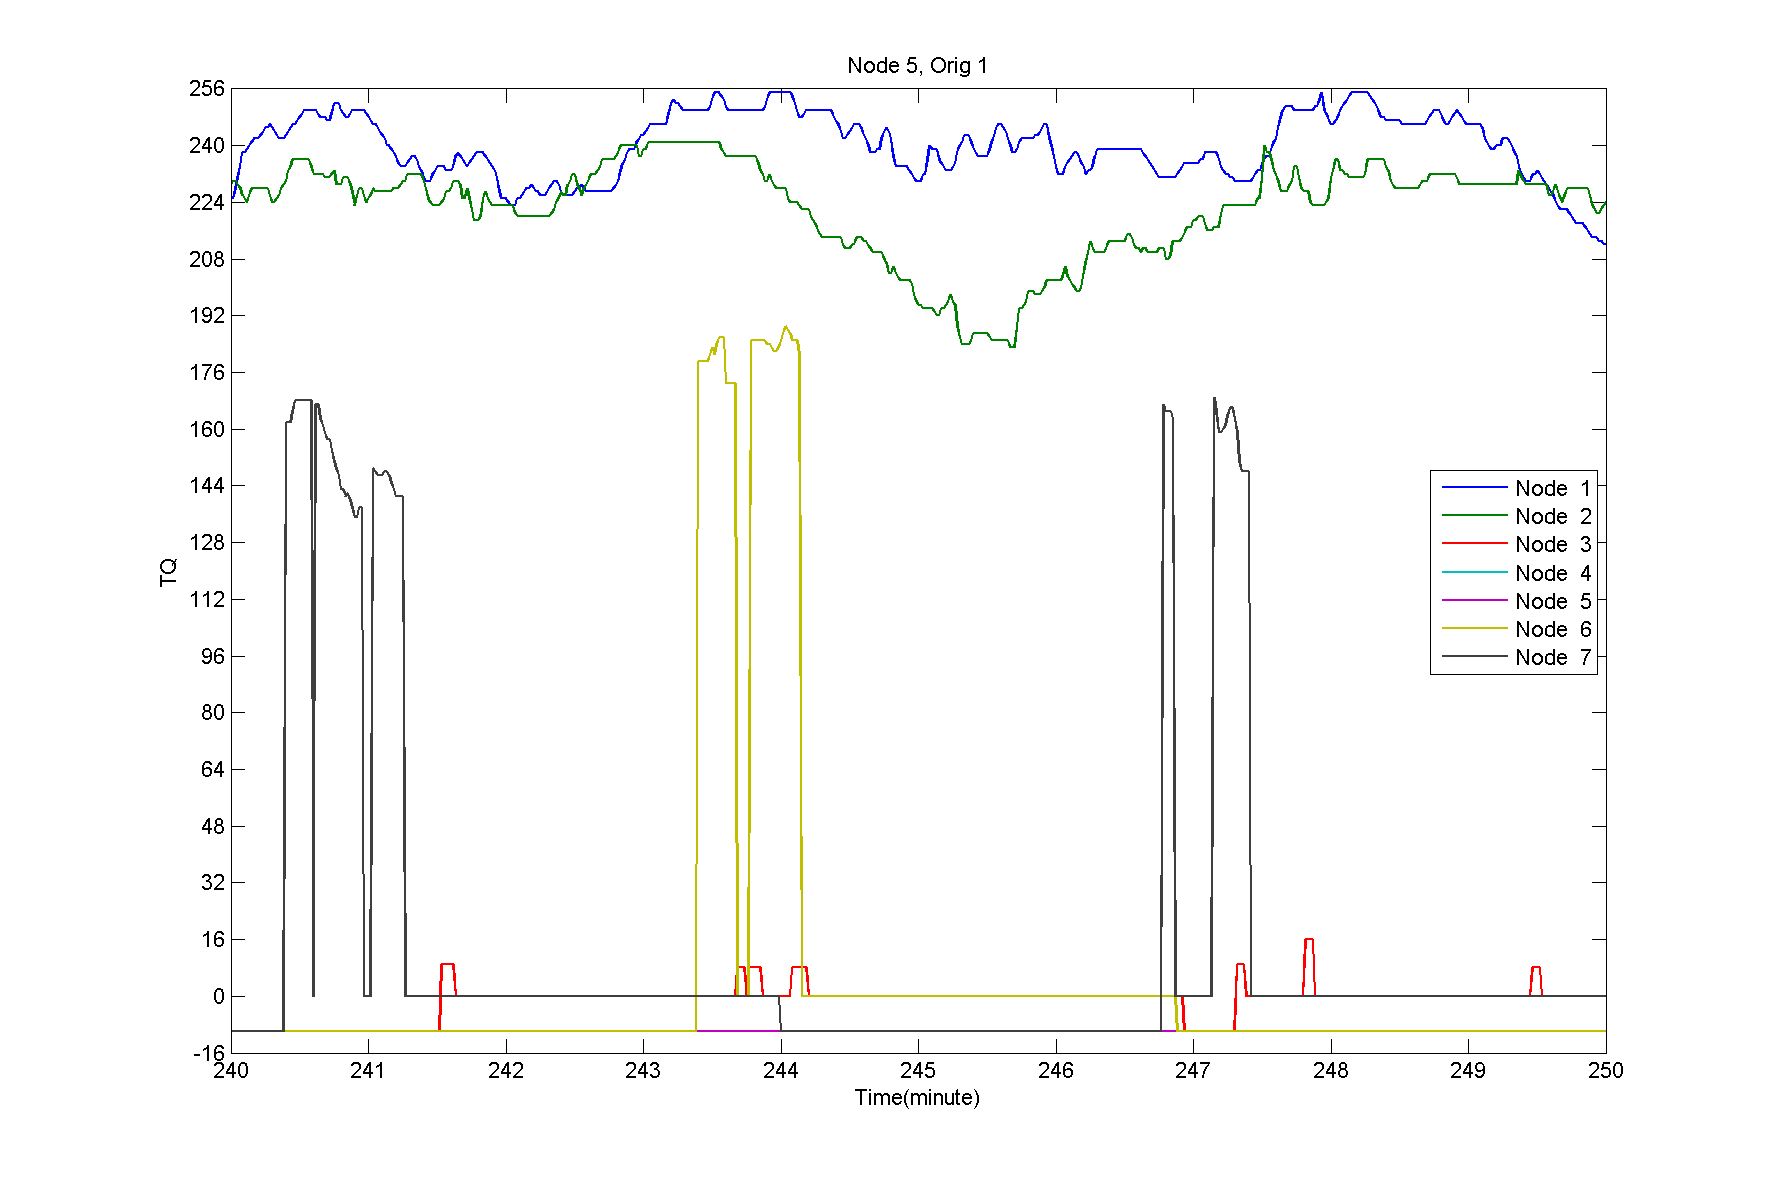 Node 5, Orig 1
256
240
224
208
192
176
160
144
128
112
96
80
64
48
32
16
0
-16
TQ
Node 1
Node 2
Node 3
Node 4
Node 5
Node 6
Node 7
240 241 242 243 244 245 246 247 248 249 250
Time(minute)